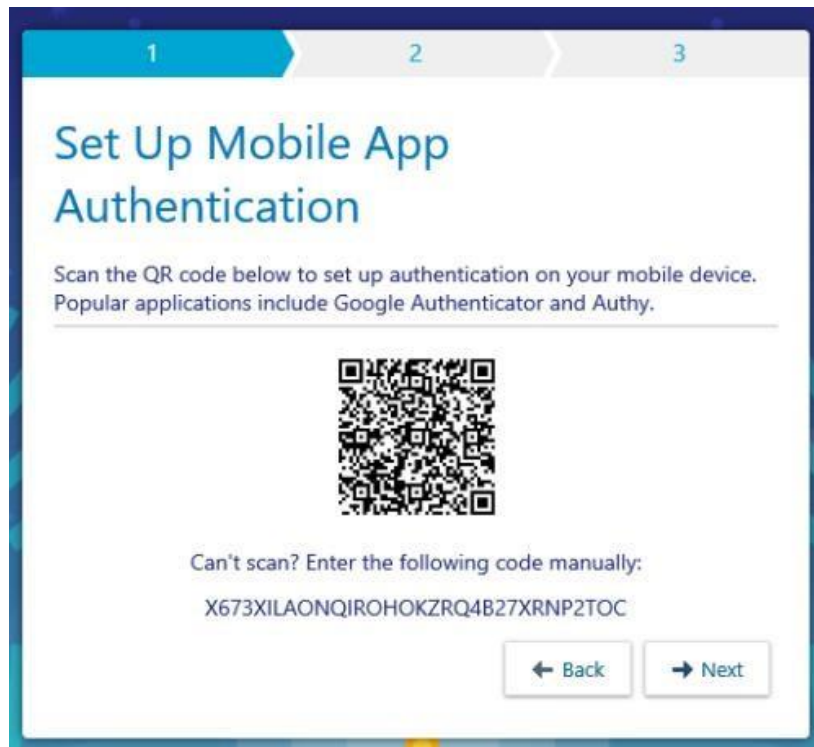 1 2 3
Set Up Mobile App
Authentication
Scan the QR code below to set up authentication on your mobile device.
Popular applications include Google Authenticator and Authy.
Can't scan? Enter the following code manually:
X673XILAONQIROHOKZRQ4B27XRNP2TOC
Back Next